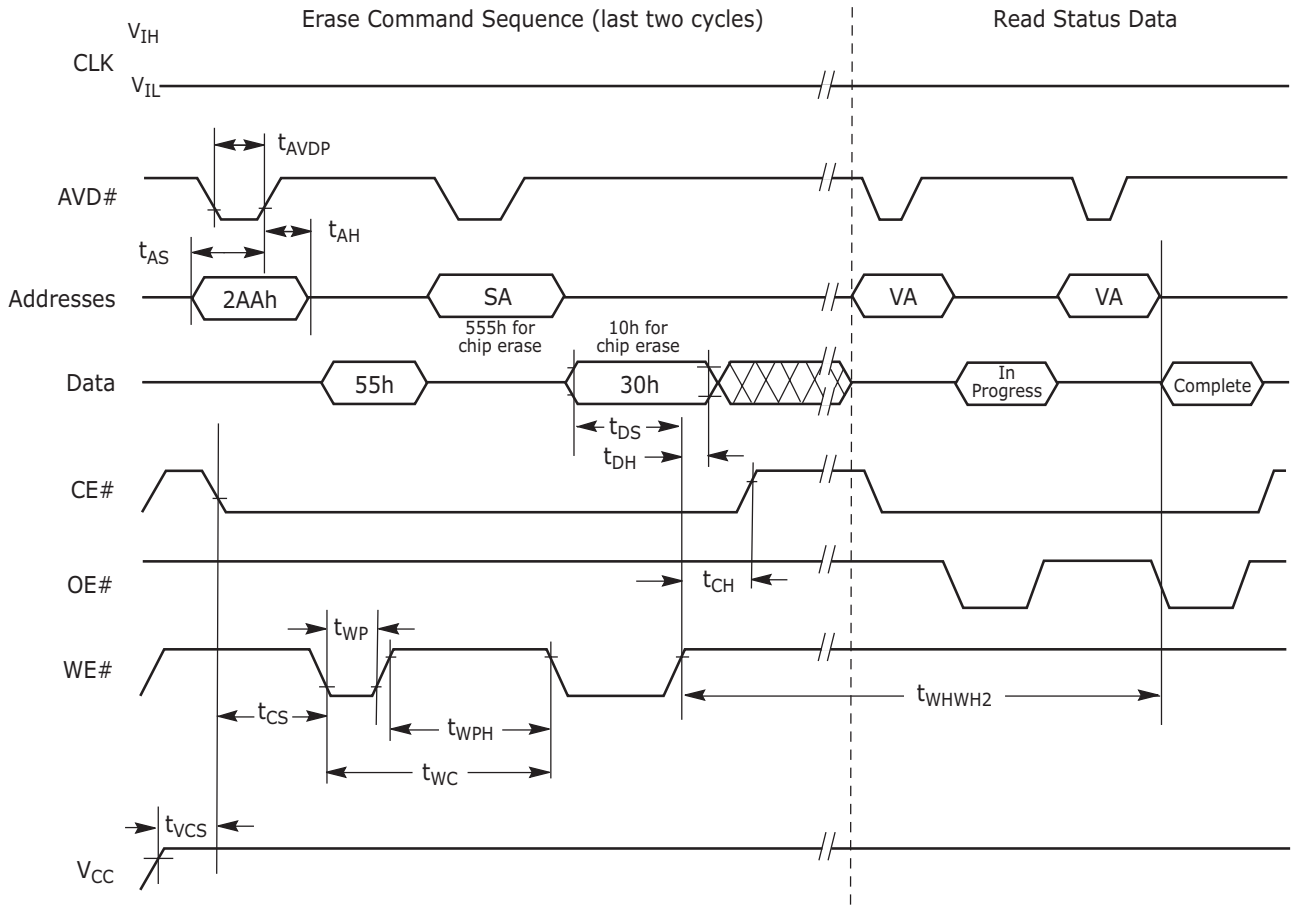 Erase Command Sequence (last two cycles)
Read Status Data
VIH
CLK
VIL
tAVDP
AVD#
tAH
tAS
Addresses
2AAh
SA
VA
VA
555h for
chip erase
10h for
chip erase
Data
55h
30h
In
Progress
Complete
tDS
tDH
CE#
OE#
tCH
tWP
WE#
tCS
tWPH
tWHWH2
tWC
tVCS
VCC